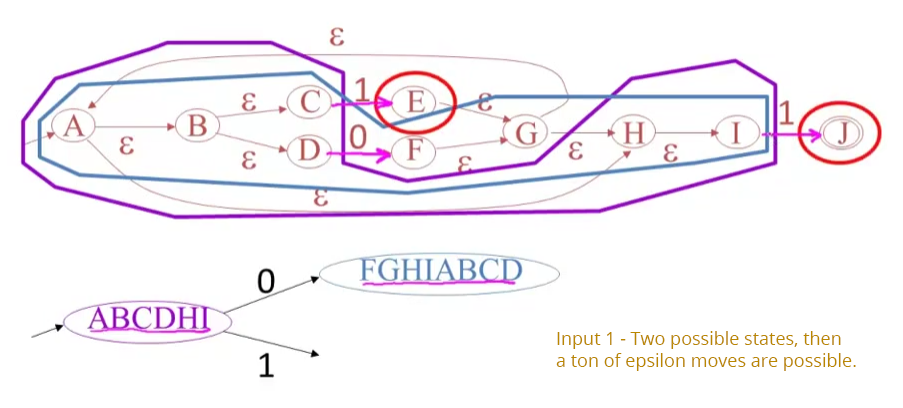 ε
A ε B ε C 1 E ε G ε H ε I 1 J
ε D 0 F ε
ε
0 FGHIABCD
ABCDHI
1
Input 1 - Two possible states, then
a ton of epsilon moves are possible.